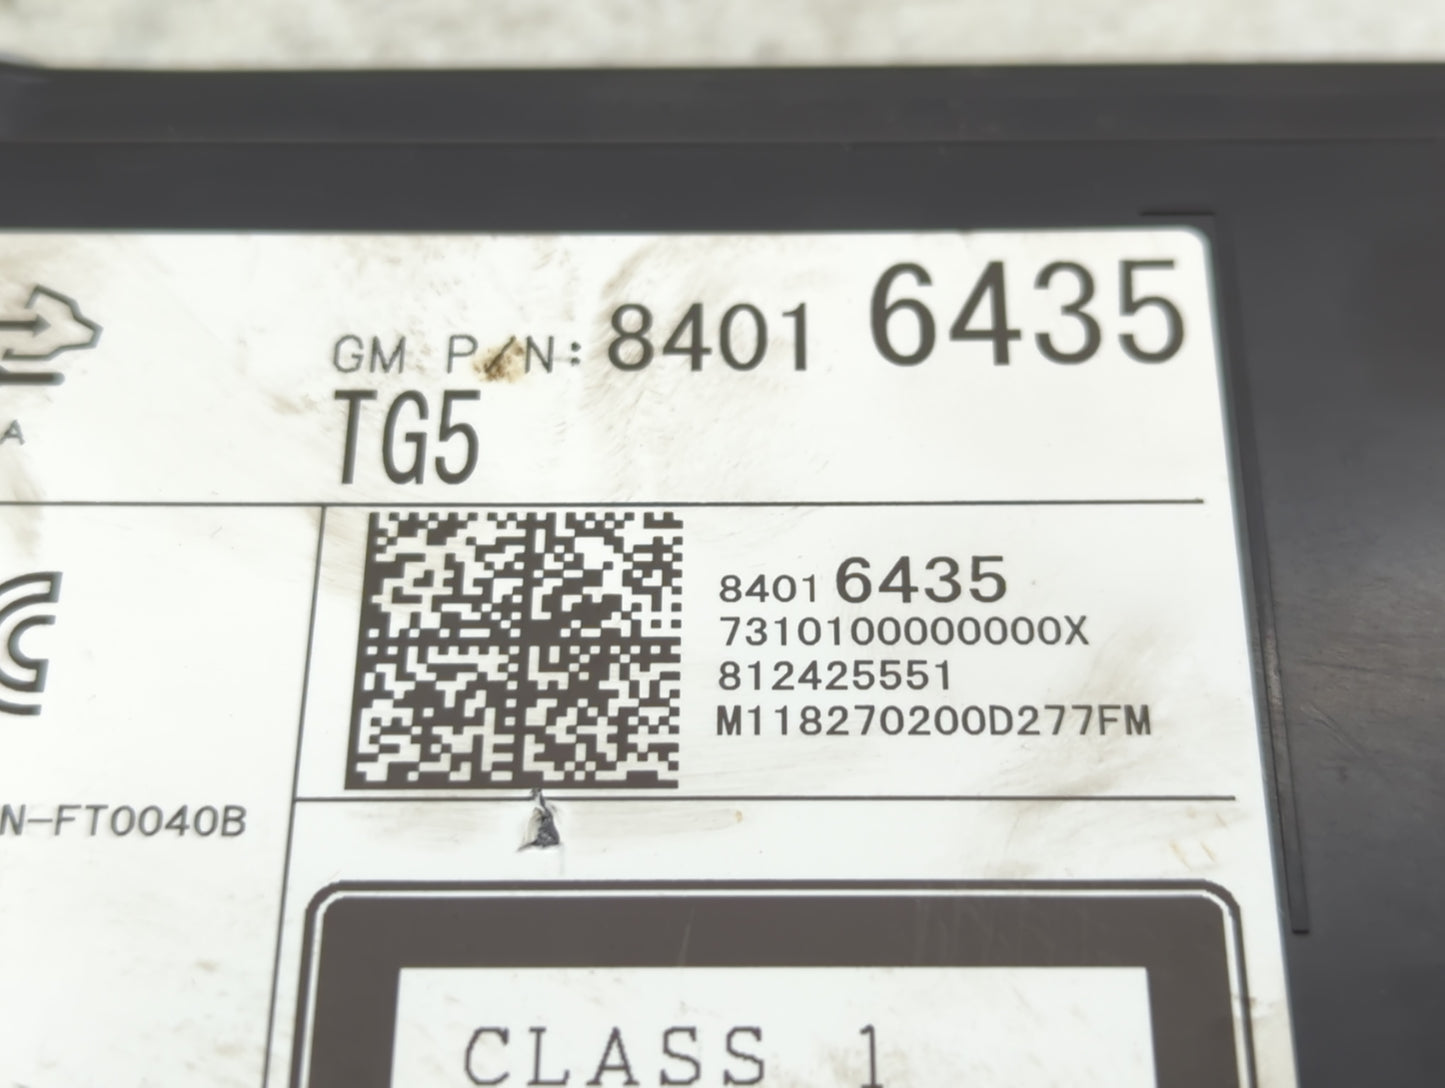 GM P/N: 8401 6435
TG5
A
8401 6435
7310100000000X
812425551
M118270200D277FM
N-FT0040B
CLASS 1